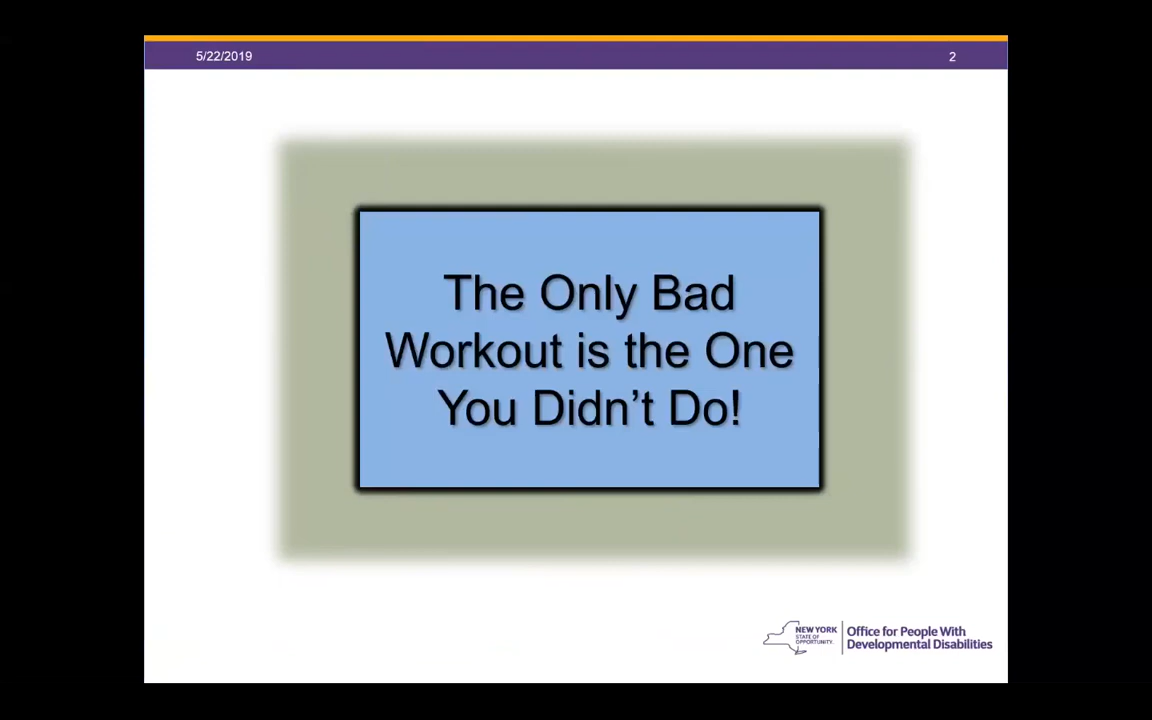 5/22/2019
2
The Only Bad
Workout is the One
You Didn’t Do!
NEW YORK
STATE OF
OPPORTUNITY.
Office for People With
Developmental Disabilities